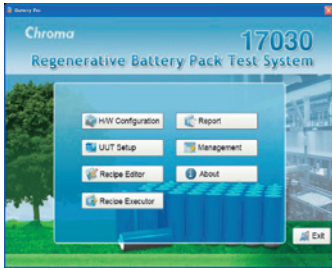 Battery Pro
Chroma
17030
Regenerative Battery Pack Test System
H/W Configuration
Report
UUT Setup
Management
Recipe Editor
About
Recipe Executor
Exit